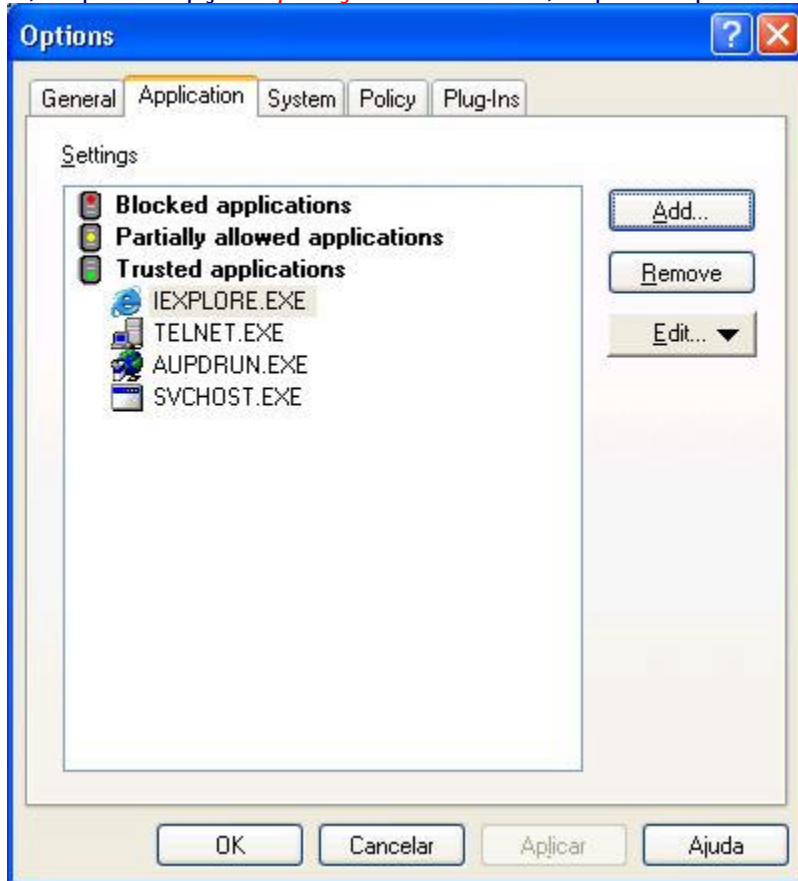 Options
General Application System Policy Plug-Ins
Settings
Blocked applications
Add...
Partially allowed applications
Trusted applications
Remove
IEXPLORE.EXE
TELNET.EXE
Edit...
AUPDRUN.EXE
SVCHOST.EXE
OK Cancelar Aplicar Ajuda